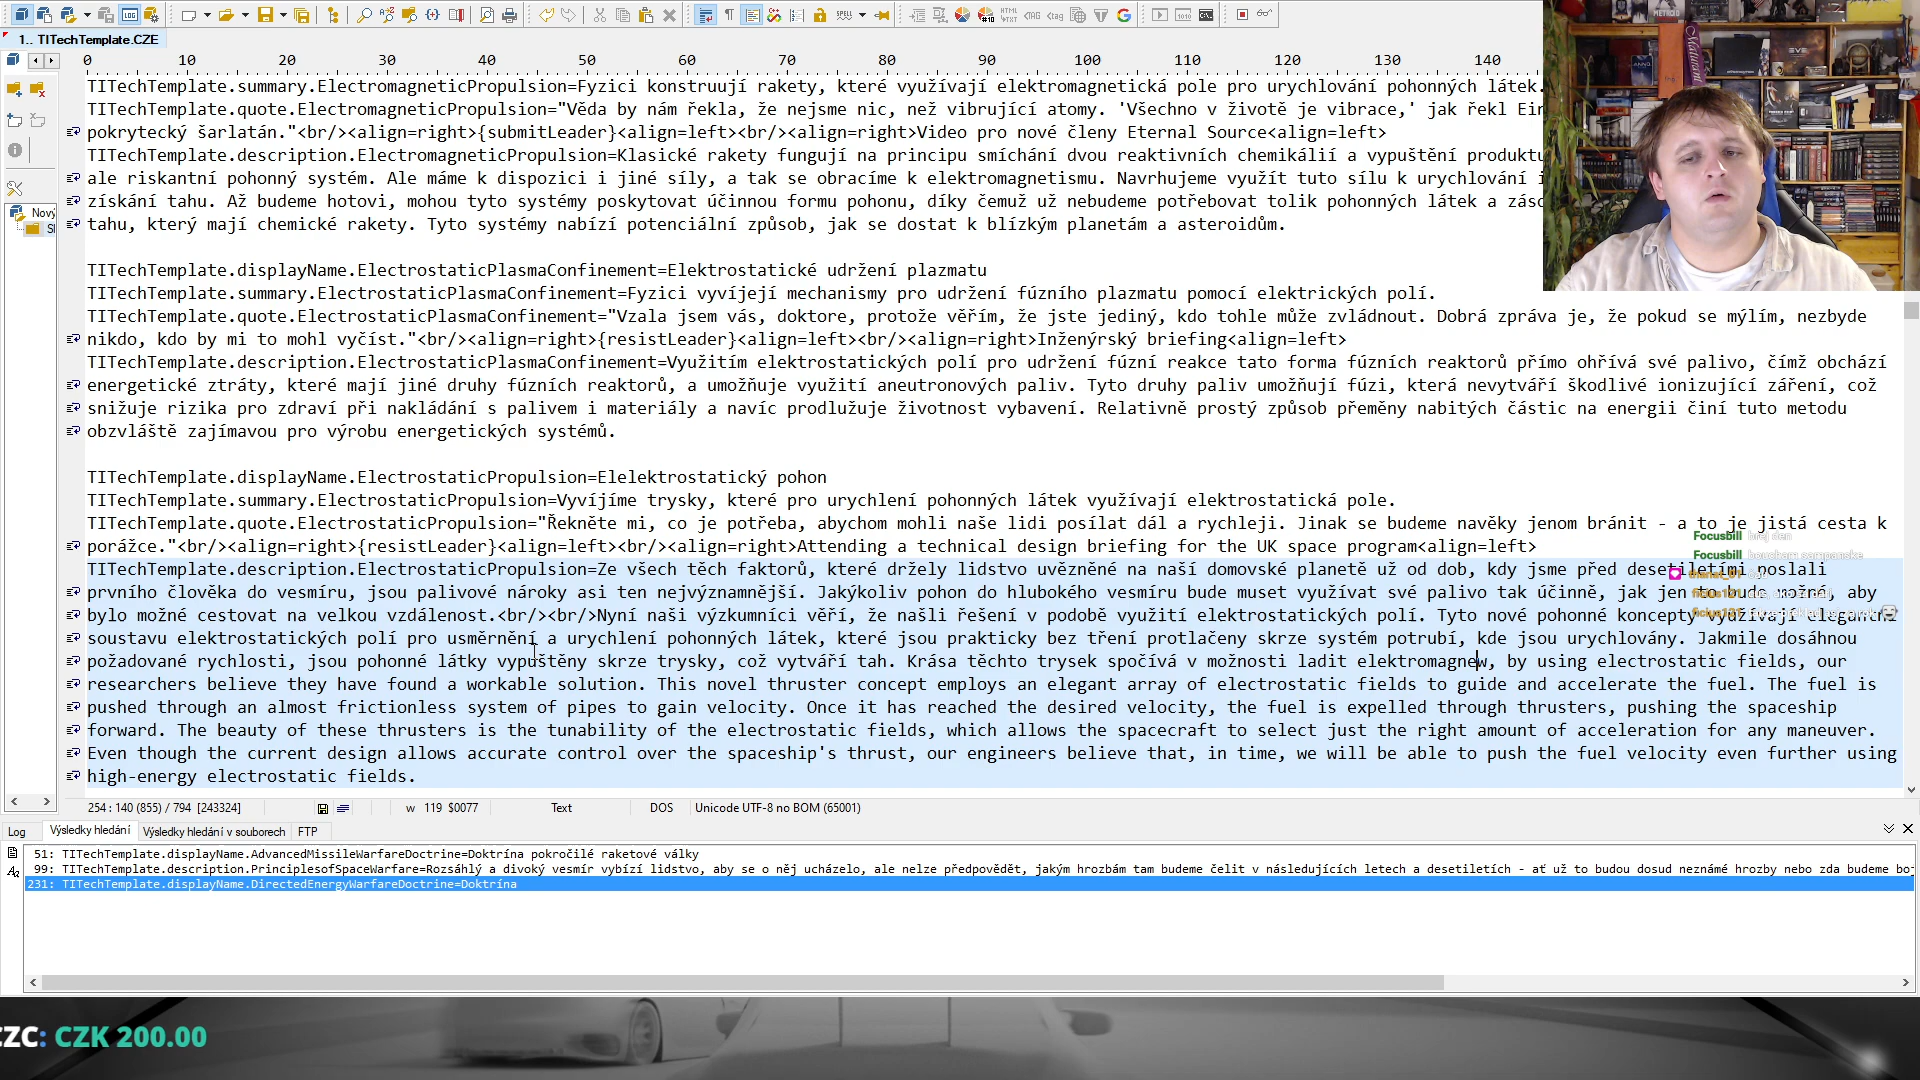 1.. TITechTemplate.CZE
0 10 20 30 40 50 60 70 80 90 100 110 120 130 140
TITechTemplate.summary.ElectromagneticPropulsion=Fyzici konstruují rakety, které využívají elektromagnetická pole pro urychlování pohonných látek.
TITechTemplate.quote.ElectromagneticPropulsion="Věda by nám řekla, že nejsme nic, než vibrující atomy. 'Všechno v životě je vibrace,' jak řekl Ein
pokrytecký šarlatán."<br/><align=right>{submitLeader}<align=left><br/><align=right>Video pro nové členy Eternal Source<align=left>
TITechTemplate.description.ElectromagneticPropulsion=Klasické rakety fungují na principu smíchání dvou reaktivních chemikálií a vypuštění produktu
ale riskantní pohonný systém. Ale máme k dispozici i jiné síly, a tak se obracíme k elektromagnetismu. Navrhujeme využít tuto sílu k urychlování i
získání tahu. Až budeme hotovi, mohou tyto systémy poskytovat účinnou formu pohonu, díky čemuž už nebudeme potřebovat tolik pohonných látek a záso
tahu, který mají chemické rakety. Tyto systémy nabízí potenciální způsob, jak se dostat k blízkým planetám a asteroidům.
TITechTemplate.displayName.ElectrostaticPlasmaConfinement=Elektrostatické udržení plazmatu
TITechTemplate.summary.ElectrostaticPlasmaConfinement=Fyzici vyvíjejí mechanismy pro udržení fúzního plazmatu pomocí elektrických polí.
TITechTemplate.quote.ElectrostaticPlasmaConfinement="Vzala jsem vás, doktore, protože věřím, že jste jediný, kdo tohle může zvládnout. Dobrá zpráva je, že pokud se mýlím, nezbyde
nikdo, kdo by mi to mohl vyčíst."<br/><align=right>{resistLeader}<align=left><br/><align=right>Inženýrský briefing<align=left>
TITechTemplate.description.ElectrostaticPlasmaConfinement=Využitím elektrostatických polí pro udržení fúzní reakce tato forma fúzních reaktorů přímo ohřívá své palivo, čímž obchází
energetické ztráty, které mají jiné druhy fúzních reaktorů, a umožňuje využití aneutronových paliv. Tyto druhy paliv umožňují fúzi, která nevytváří škodlivé ionizující záření, což
snižuje rizika pro zdraví při nakládání s palivem i materiály a navíc prodlužuje životnost vybavení. Relativně prostý způsob přeměny nabitých částic na energii činí tuto metodu
obzvláště zajímavou pro výrobu energetických systémů.
TITechTemplate.displayName.ElectrostaticPropulsion=Elelektrostatický pohon
TITechTemplate.summary.ElectrostaticPropulsion=Vyvíjíme trysky, které pro urychlení pohonných látek využívají elektrostatická pole.
TITechTemplate.quote.ElectrostaticPropulsion="Řekněte mi, co je potřeba, abychom mohli naše lidi posílat dál a rychleji. Jinak se budeme navěky jenom bránit - a to je jistá cesta k
porážce."<br/><align=right>{resistLeader}<align=left><br/><align=right>Attending a technical design briefing for the UK space program<align=left>
TITechTemplate.description.ElectrostaticPropulsion=Ze všech těch faktorů, které držely lidstvo uvězněné na naší domovské planetě už od dob, kdy jsme před desetiletími poslali
prvního člověka do vesmíru, jsou palivové nároky asi ten nejvýznamnější. Jakýkoliv pohon do hlubokého vesmíru bude muset využívat své palivo tak účinně, jak jen to bude možné, aby
bylo možné cestovat na velkou vzdálenost.<br/><br/>Nyní naši výzkumníci věří, že našli řešení v podobě využití elektrostatických polí. Tyto nové pohonné koncepty využívají elegantní
soustavu elektrostatických polí pro usměrnění a urychlení pohonných látek, které jsou prakticky bez tření protlačeny skrze systém potrubí, kde jsou urychlovány. Jakmile dosáhnou
požadované rychlosti, jsou pohonné látky vypuštěny skrze trysky, což vytváří tah. Krása těchto trysek spočívá v možnosti ladit elektromagnew, by using electrostatic fields, our
researchers believe they have found a workable solution. This novel thruster concept employs an elegant array of electrostatic fields to guide and accelerate the fuel. The fuel is
pushed through an almost frictionless system of pipes to gain velocity. Once it has reached the desired velocity, the fuel is expelled through thrusters, pushing the spaceship
forward. The beauty of these thrusters is the tunability of the electrostatic fields, which allows the spacecraft to select just the right amount of acceleration for any maneuver.
Even though the current design allows accurate control over the spaceship's thrust, our engineers believe that, in time, we will be able to push the fuel velocity even further using
high-energy electrostatic fields.
Nový
Focusbill
Focusbill
254 : 140 (855) / 794 [243324] w 119 $0077 Text DOS Unicode UTF-8 no BOM (65001)
Log Výsledky hledání Výsledky hledání v souborech FTP
51: TITechTemplate.displayName.AdvancedMissileWarfareDoctrine=Doktrína pokročilé raketové války
99: TITechTemplate.description.PrinciplesofSpaceWarfare=Rozsáhlý a divoký vesmír vybízí lidstvo, aby se o něj ucházelo, ale nelze předpovědět, jakým hrozbám tam budeme čelit v následujících letech a desetiletích - ať už to budou dosud neznámé hrozby nebo zda budeme bo
231: TITechTemplate.displayName.DirectedEnergyWarfareDoctrine=Doktrína
CZC: CZK 200.00